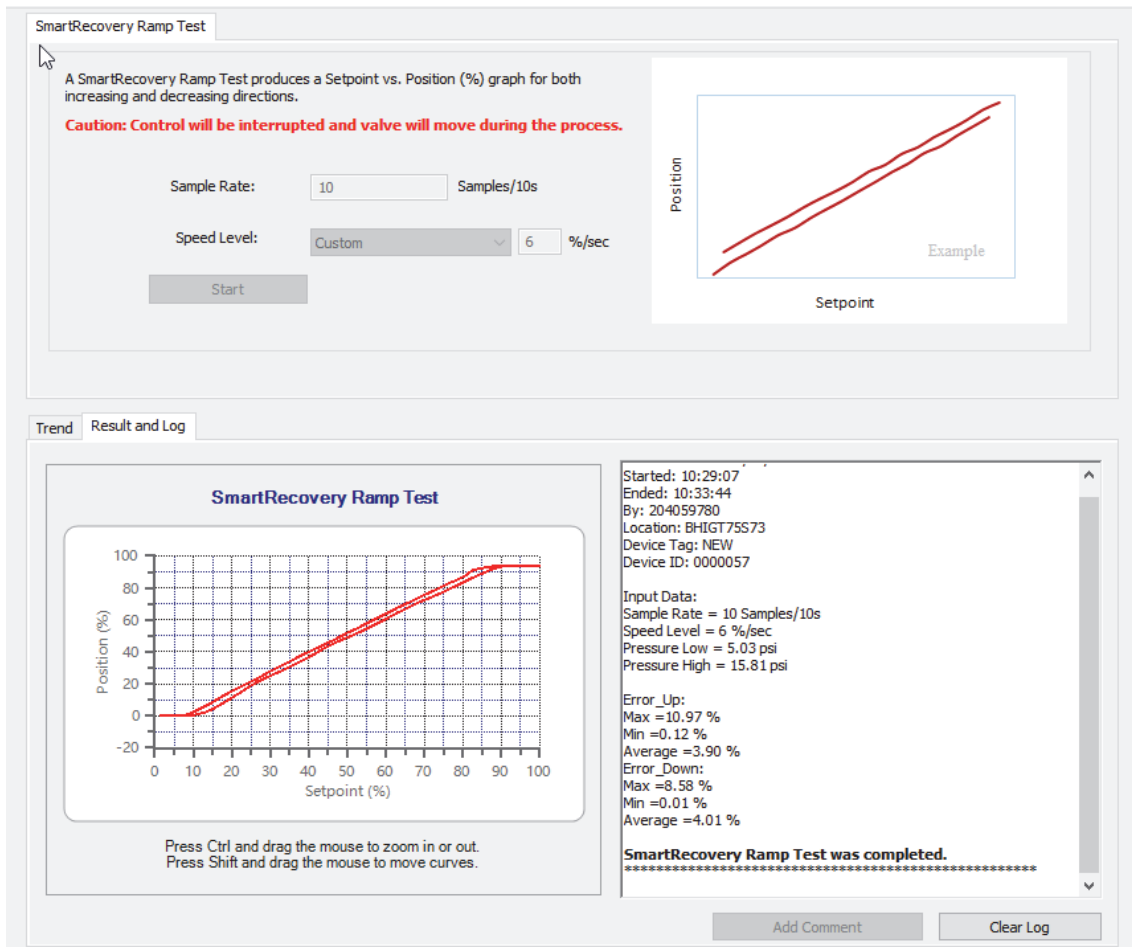 SmartRecovery Ramp Test
A SmartRecovery Ramp Test produces a Setpoint vs. Position (%) graph for both
increasing and decreasing directions.
Caution: Control will be interrupted and valve will move during the process.
Sample Rate:
10
Samples/10s
Speed Level:
Custom
6
%/sec
Start
Position
Example
Setpoint
Trend
Result and Log
SmartRecovery Ramp Test
Position (%)
100
80
60
40
20
0
-20
0 10 20 30 40 50 60 70 80 90 100
Setpoint (%)
Press Ctrl and drag the mouse to zoom in or out.
Press Shift and drag the mouse to move curves.
Started: 10:29:07
Ended: 10:33:44
By: 204059780
Location: BHIGT75S73
Device Tag: NEW
Device ID: 0000057
Input Data:
Sample Rate = 10 Samples/10s
Speed Level = 6 %/sec
Pressure Low = 5.03 psi
Pressure High = 15.81 psi
Error_Up:
Max =10.97 %
Min =0.12 %
Average =3.90 %
Error_Down:
Max =8.58 %
Min =0.01 %
Average =4.01 %
SmartRecovery Ramp Test was completed.
****************************************************
Add Comment
Clear Log